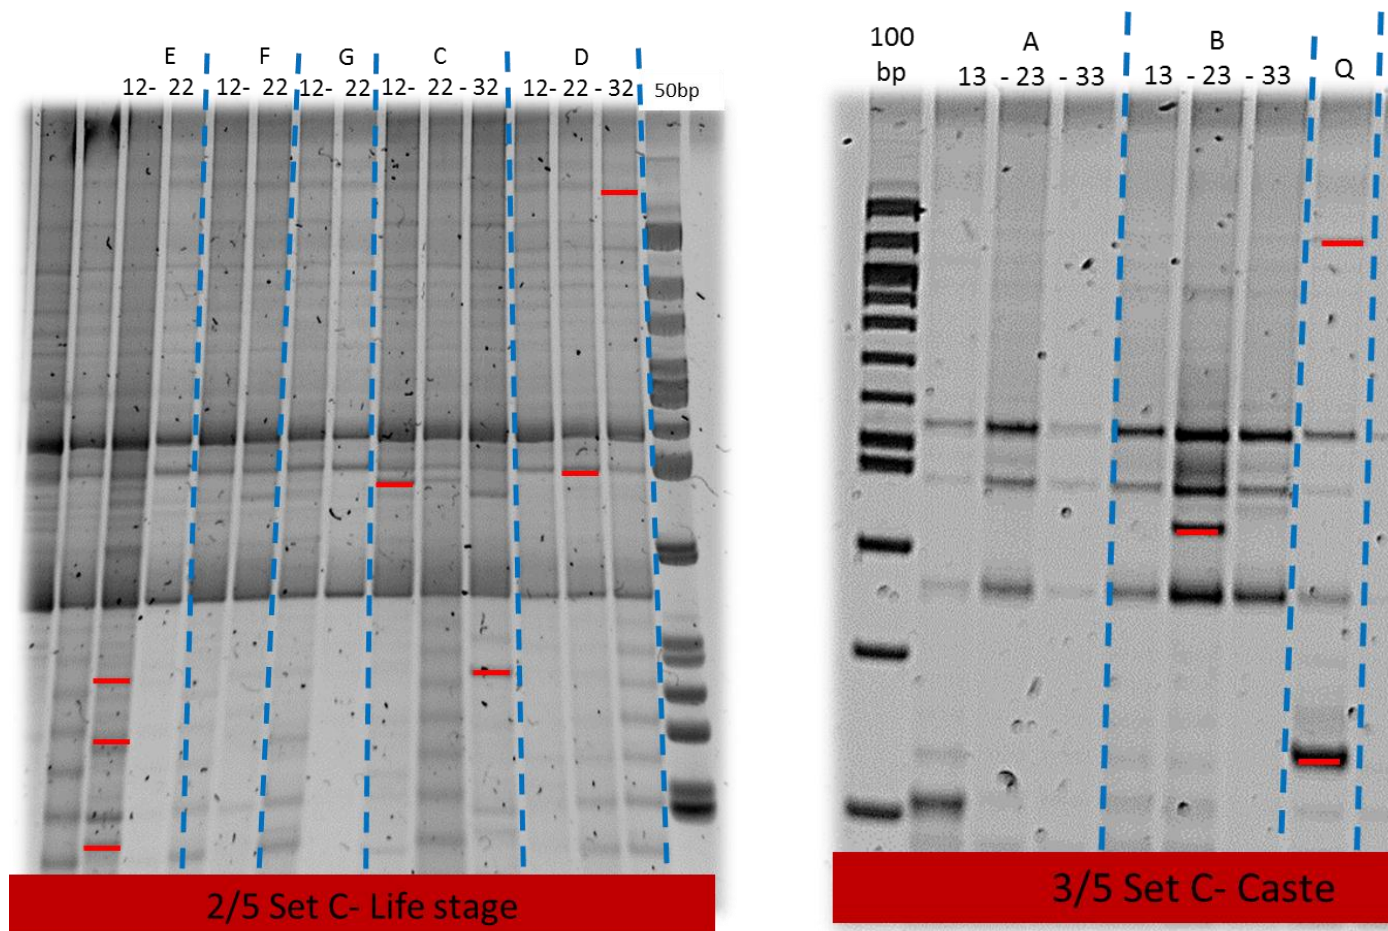 E F G C D
12- 22 12- 22 12- 22 12- 22 - 32 12- 22 - 32 50bp
2/5 Set C- Life stage
100
bp
A B Q
13 - 23 - 33 13 - 23 - 33
3/5 Set C- Caste